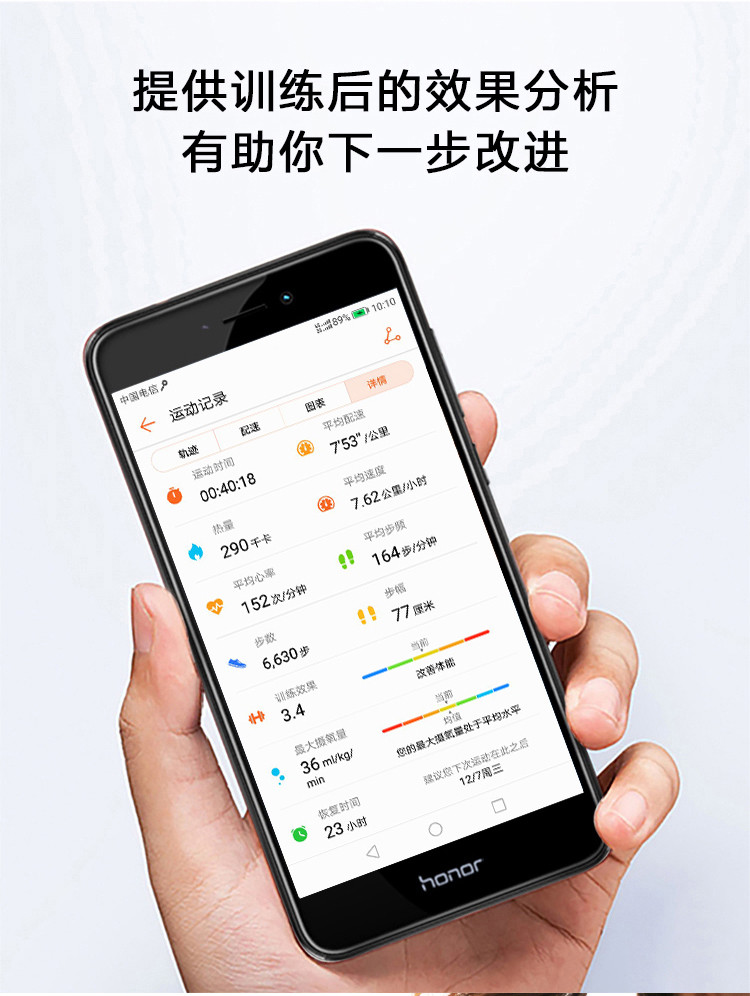 提供训练后的效果分析
有助你下一步改进
中国电信
89% 10:10
运动记录
轨迹 配速 图表 详情
运动时间
00:40:18
平均配速
7'53" /公里
热量
290 千卡
平均速度
7.62 公里/小时
平均心率
152 次/分钟
平均步频
164 步/分钟
步数
6,630 步
步幅
77 厘米
训练效果
3.4
当前
改善体能
最大摄氧量
36 ml/kg/
min
当前
均值
您的最大摄氧量处于平均水平
恢复时间
23 小时
建议您下次运动在此之后
12/7周三
honor